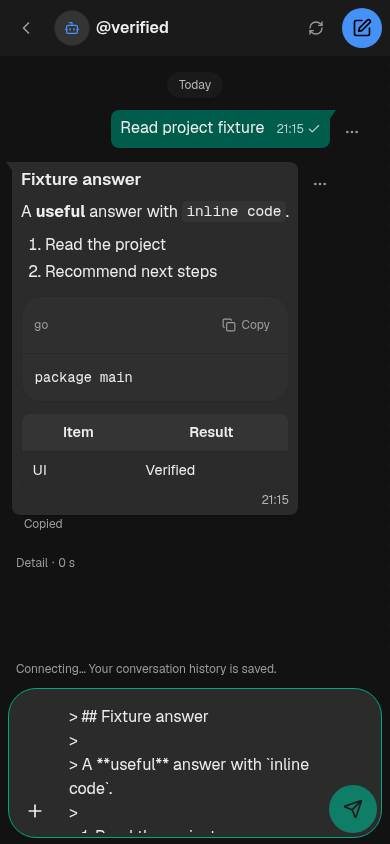 @verified
Today
Read project fixture 21:15
Fixture answer
A useful answer with inline code.
1. Read the project
2. Recommend next steps
go Copy
package main
Item Result
UI Verified
21:15
Copied
Detail · 0 s
Connecting… Your conversation history is saved.
> ## Fixture answer
>
> A **useful** answer with `inline
code`.
>